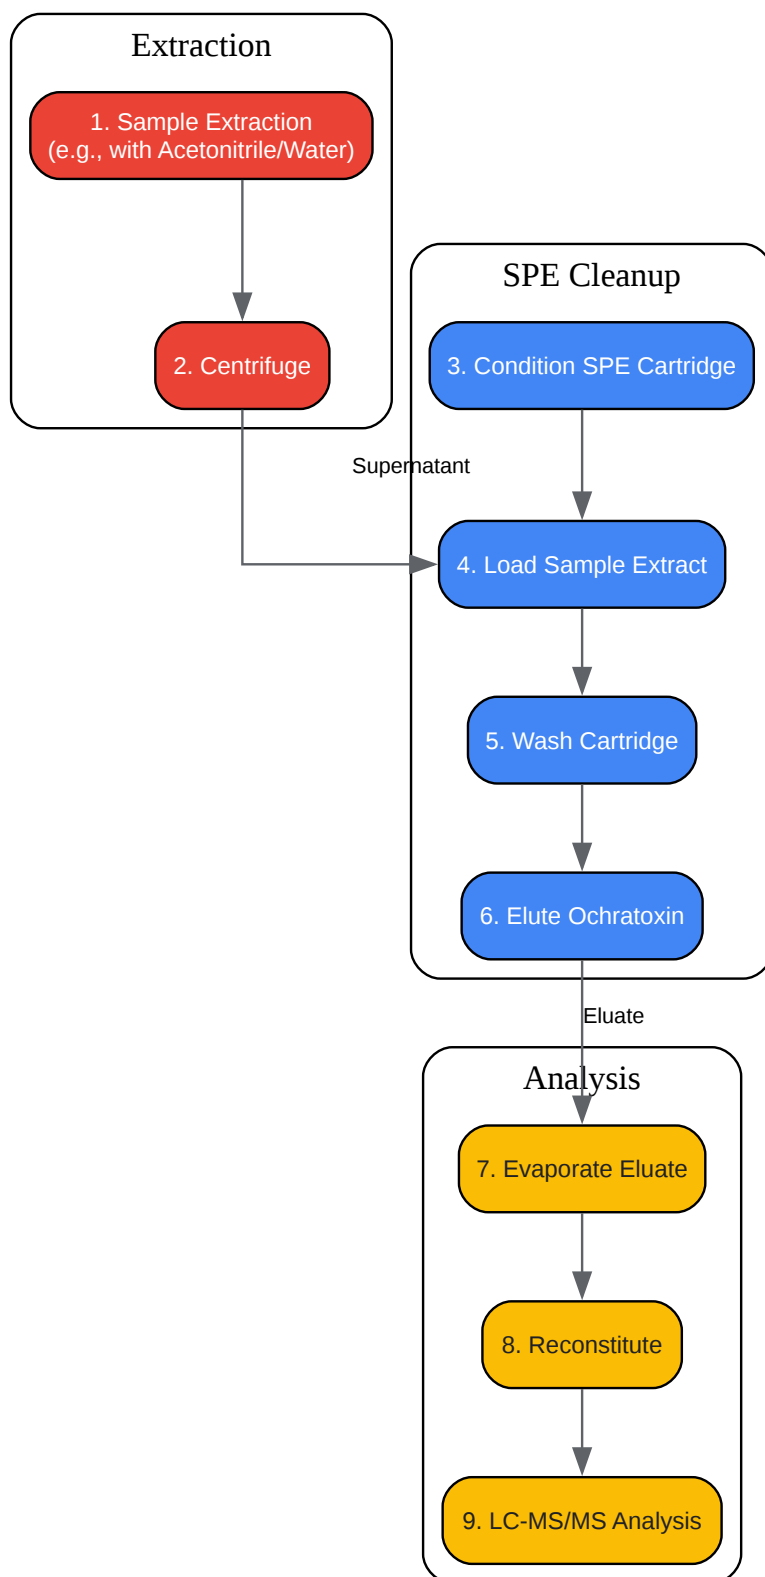 Extraction
1. Sample Extraction
(e.g., with Acetonitrile/Water)
2. Centrifuge
Supernatant
SPE Cleanup
3. Condition SPE Cartridge
4. Load Sample Extract
5. Wash Cartridge
6. Elute Ochratoxin
Eluate
Analysis
7. Evaporate Eluate
8. Reconstitute
9. LC-MS/MS Analysis